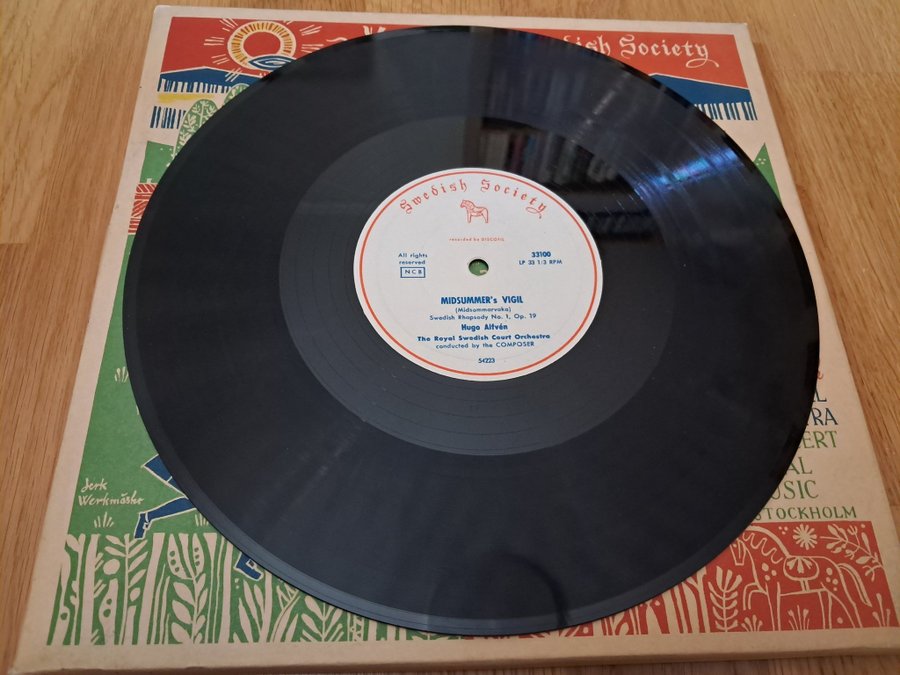 dish Society
Swedish Society
recorded by DISCOFIL
All rights
reserved
NCB
33100
LP 33 1/3 RPM
MIDSUMMER's VIGIL
(Midsommarvaka)
Swedish Rhapsody No. 1, Op. 19
Hugo Alfvén
The Royal Swedish Court Orchestra
conducted by the COMPOSER
54223
L
TRA
ERT
AL
USIC
STOCKHOLM
Jerk
Werkmäster